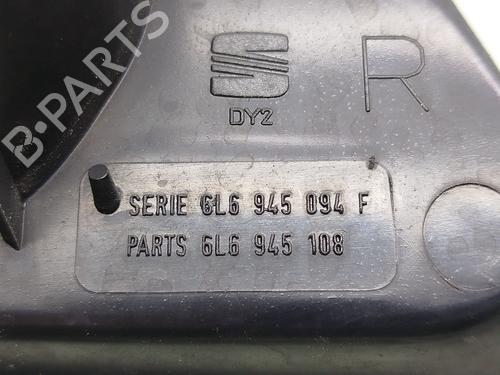 R
DY2
SERIE 6L6 945 094 F
PARTS 6L6 945 108
B-PARTS